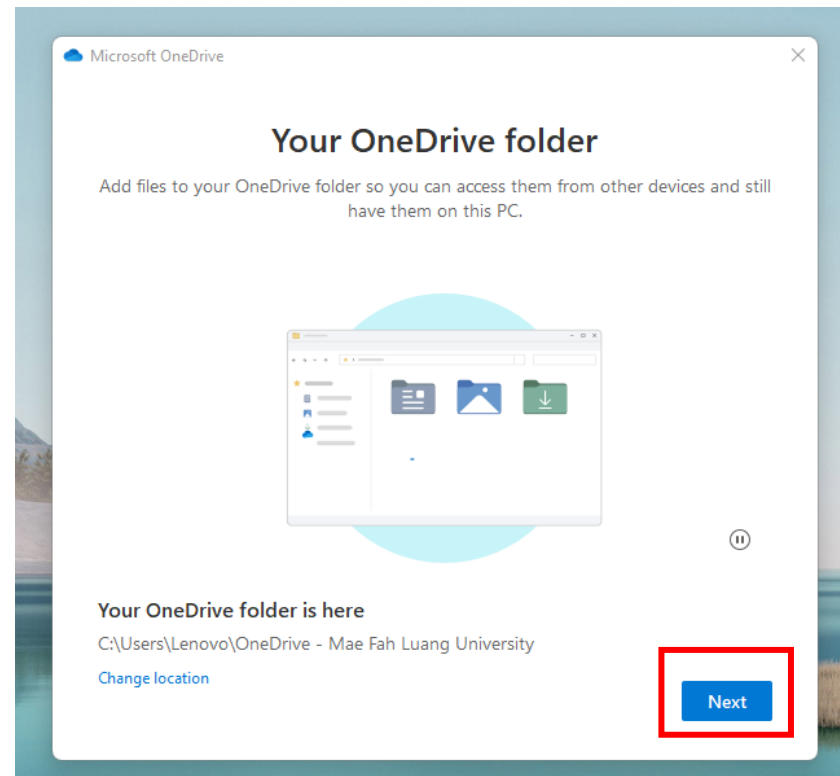 Microsoft OneDrive
Your OneDrive folder
Add files to your OneDrive folder so you can access them from other devices and still
have them on this PC.
Your OneDrive folder is here
C:\Users\Lenovo\OneDrive - Mae Fah Luang University
Change location
Next